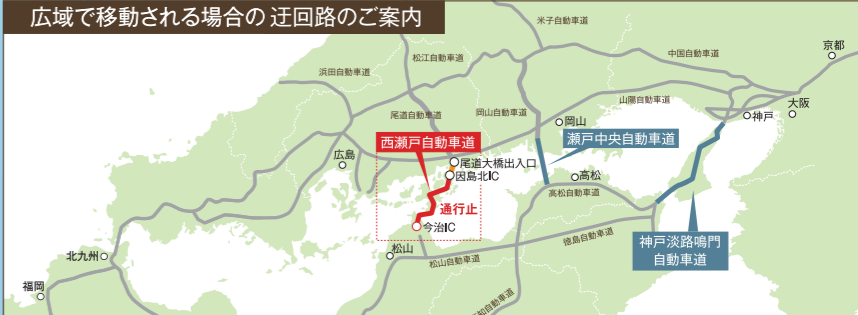 広域で移動される場合の迂回路のご案内
米子自動車道
京都
松江自動車道
中国自動車道
浜田自動車道
山陽自動車道
大阪
尾道自動車道
岡山自動車道
神戸
岡山
西瀬戸自動車道
瀬戸中央自動車道
広島
尾道大橋出入口
因島北IC
高松
高松自動車道
通行止
今治IC
徳島自動車道
神戸淡路鳴門
自動車道
松山
北九州
松山自動車道
福岡
自動車道